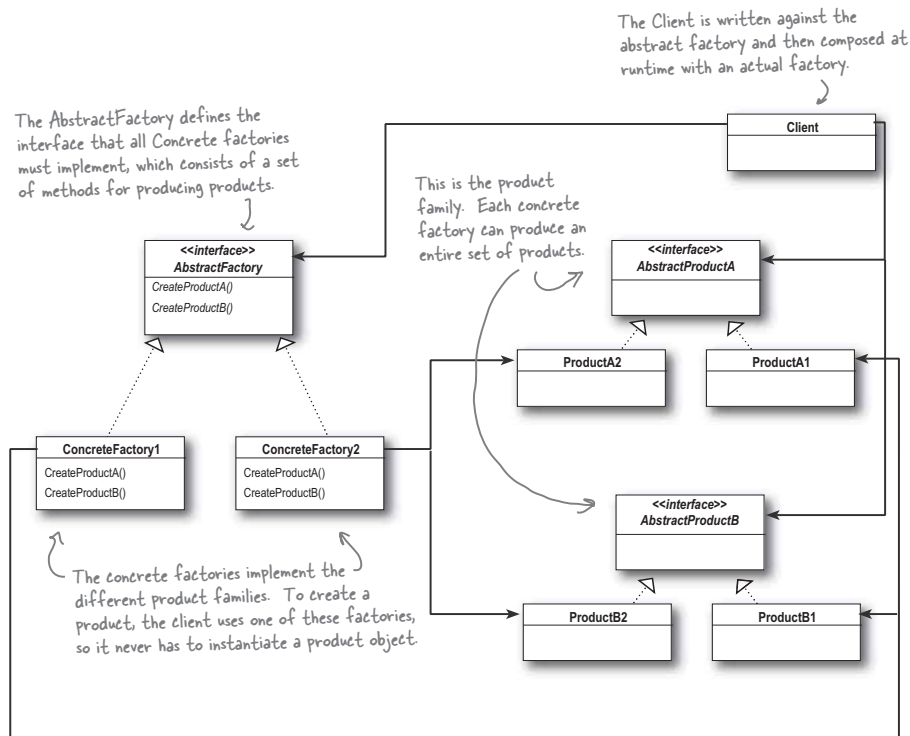 The Client is written against the
abstract factory and then composed at
runtime with an actual factory.
The AbstractFactory defines the
interface that all Concrete factories
must implement, which consists of a set
of methods for producing products.
Client
This is the product
family. Each concrete
factory can produce an
entire set of products.
<<interface>>
AbstractFactory
CreateProductA()
CreateProductB()
<<interface>>
AbstractProductA
ProductA2
ProductA1
ConcreteFactory1
CreateProductA()
CreateProductB()
ConcreteFactory2
CreateProductA()
CreateProductB()
<<interface>>
AbstractProductB
The concrete factories implement the
different product families. To create a
product, the client uses one of these factories,
so it never has to instantiate a product object.
ProductB2
ProductB1